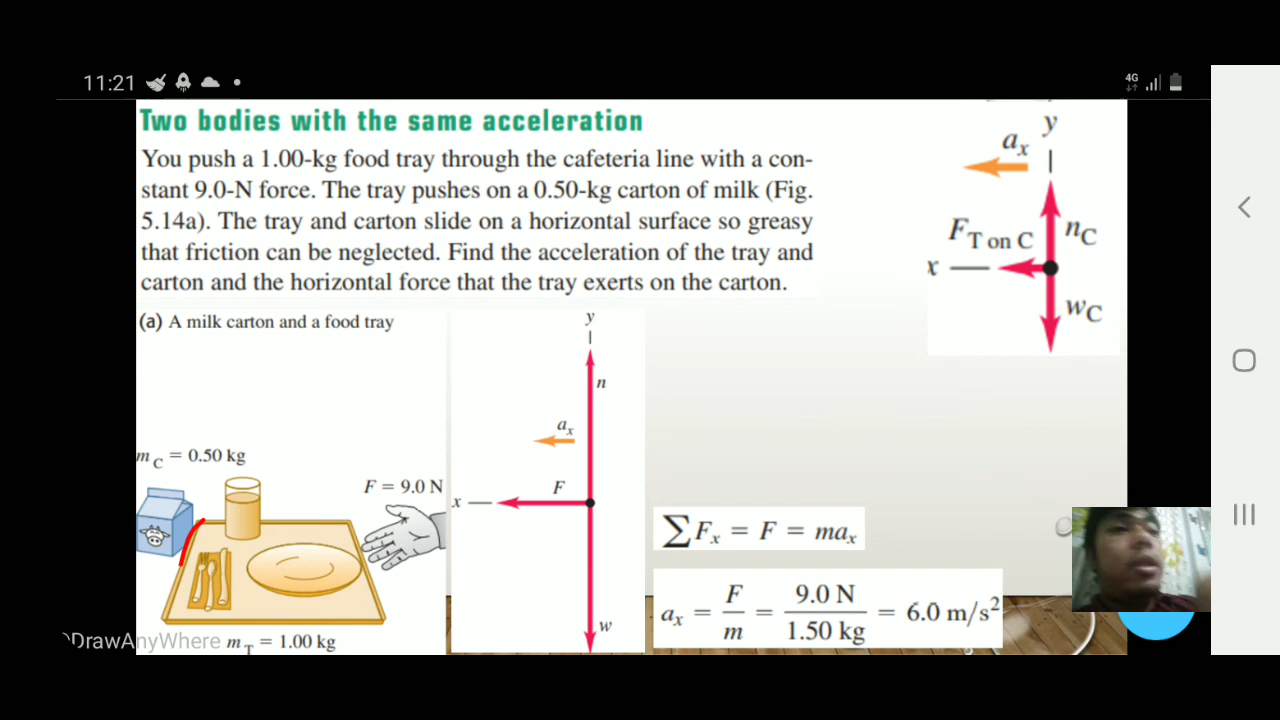 11:21
4G
Two bodies with the same acceleration
You push a 1.00-kg food tray through the cafeteria line with a con-
stant 9.0-N force. The tray pushes on a 0.50-kg carton of milk (Fig.
5.14a). The tray and carton slide on a horizontal surface so greasy
that friction can be neglected. Find the acceleration of the tray and
carton and the horizontal force that the tray exerts on the carton.
(a) A milk carton and a food tray
m_C = 0.50 kg
F = 9.0 N
m_T = 1.00 kg
DrawAnyWhere
y
n
a_x
F
x
w
y
a_x
n_C
F_T on C
x
w_C
∑F_x = F = ma_x
a_x = F/m = 9.0 N/1.50 kg = 6.0 m/s²